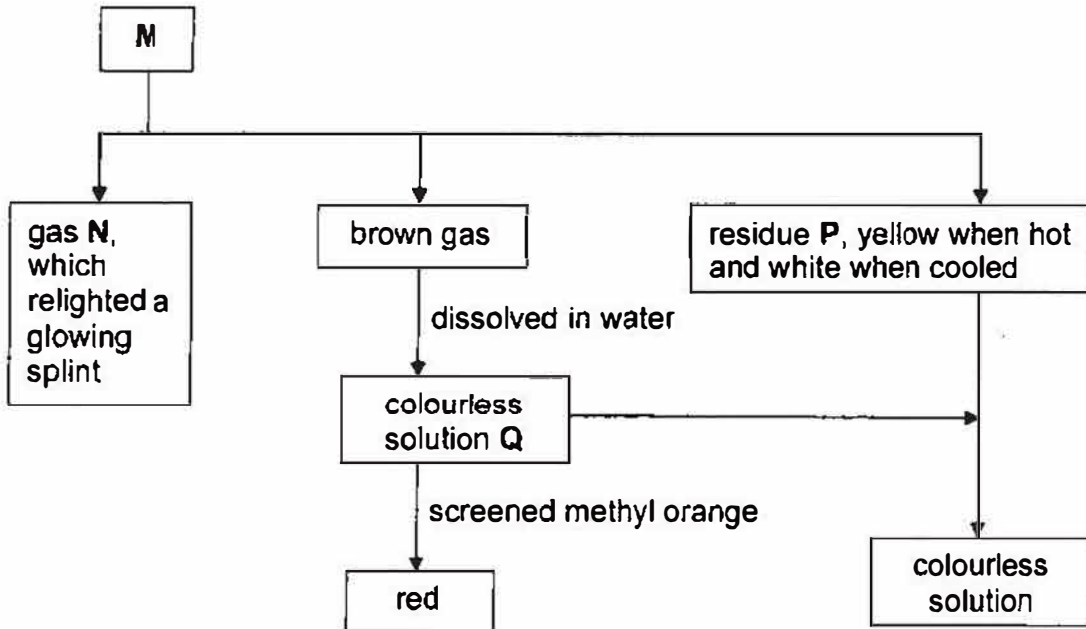 M
gas N,
which
relighted a
glowing
splint
brown gas
residue P, yellow when hot
and white when cooled
dissolved in water
colourless
solution Q
screened methyl orange
red
colourless
solution